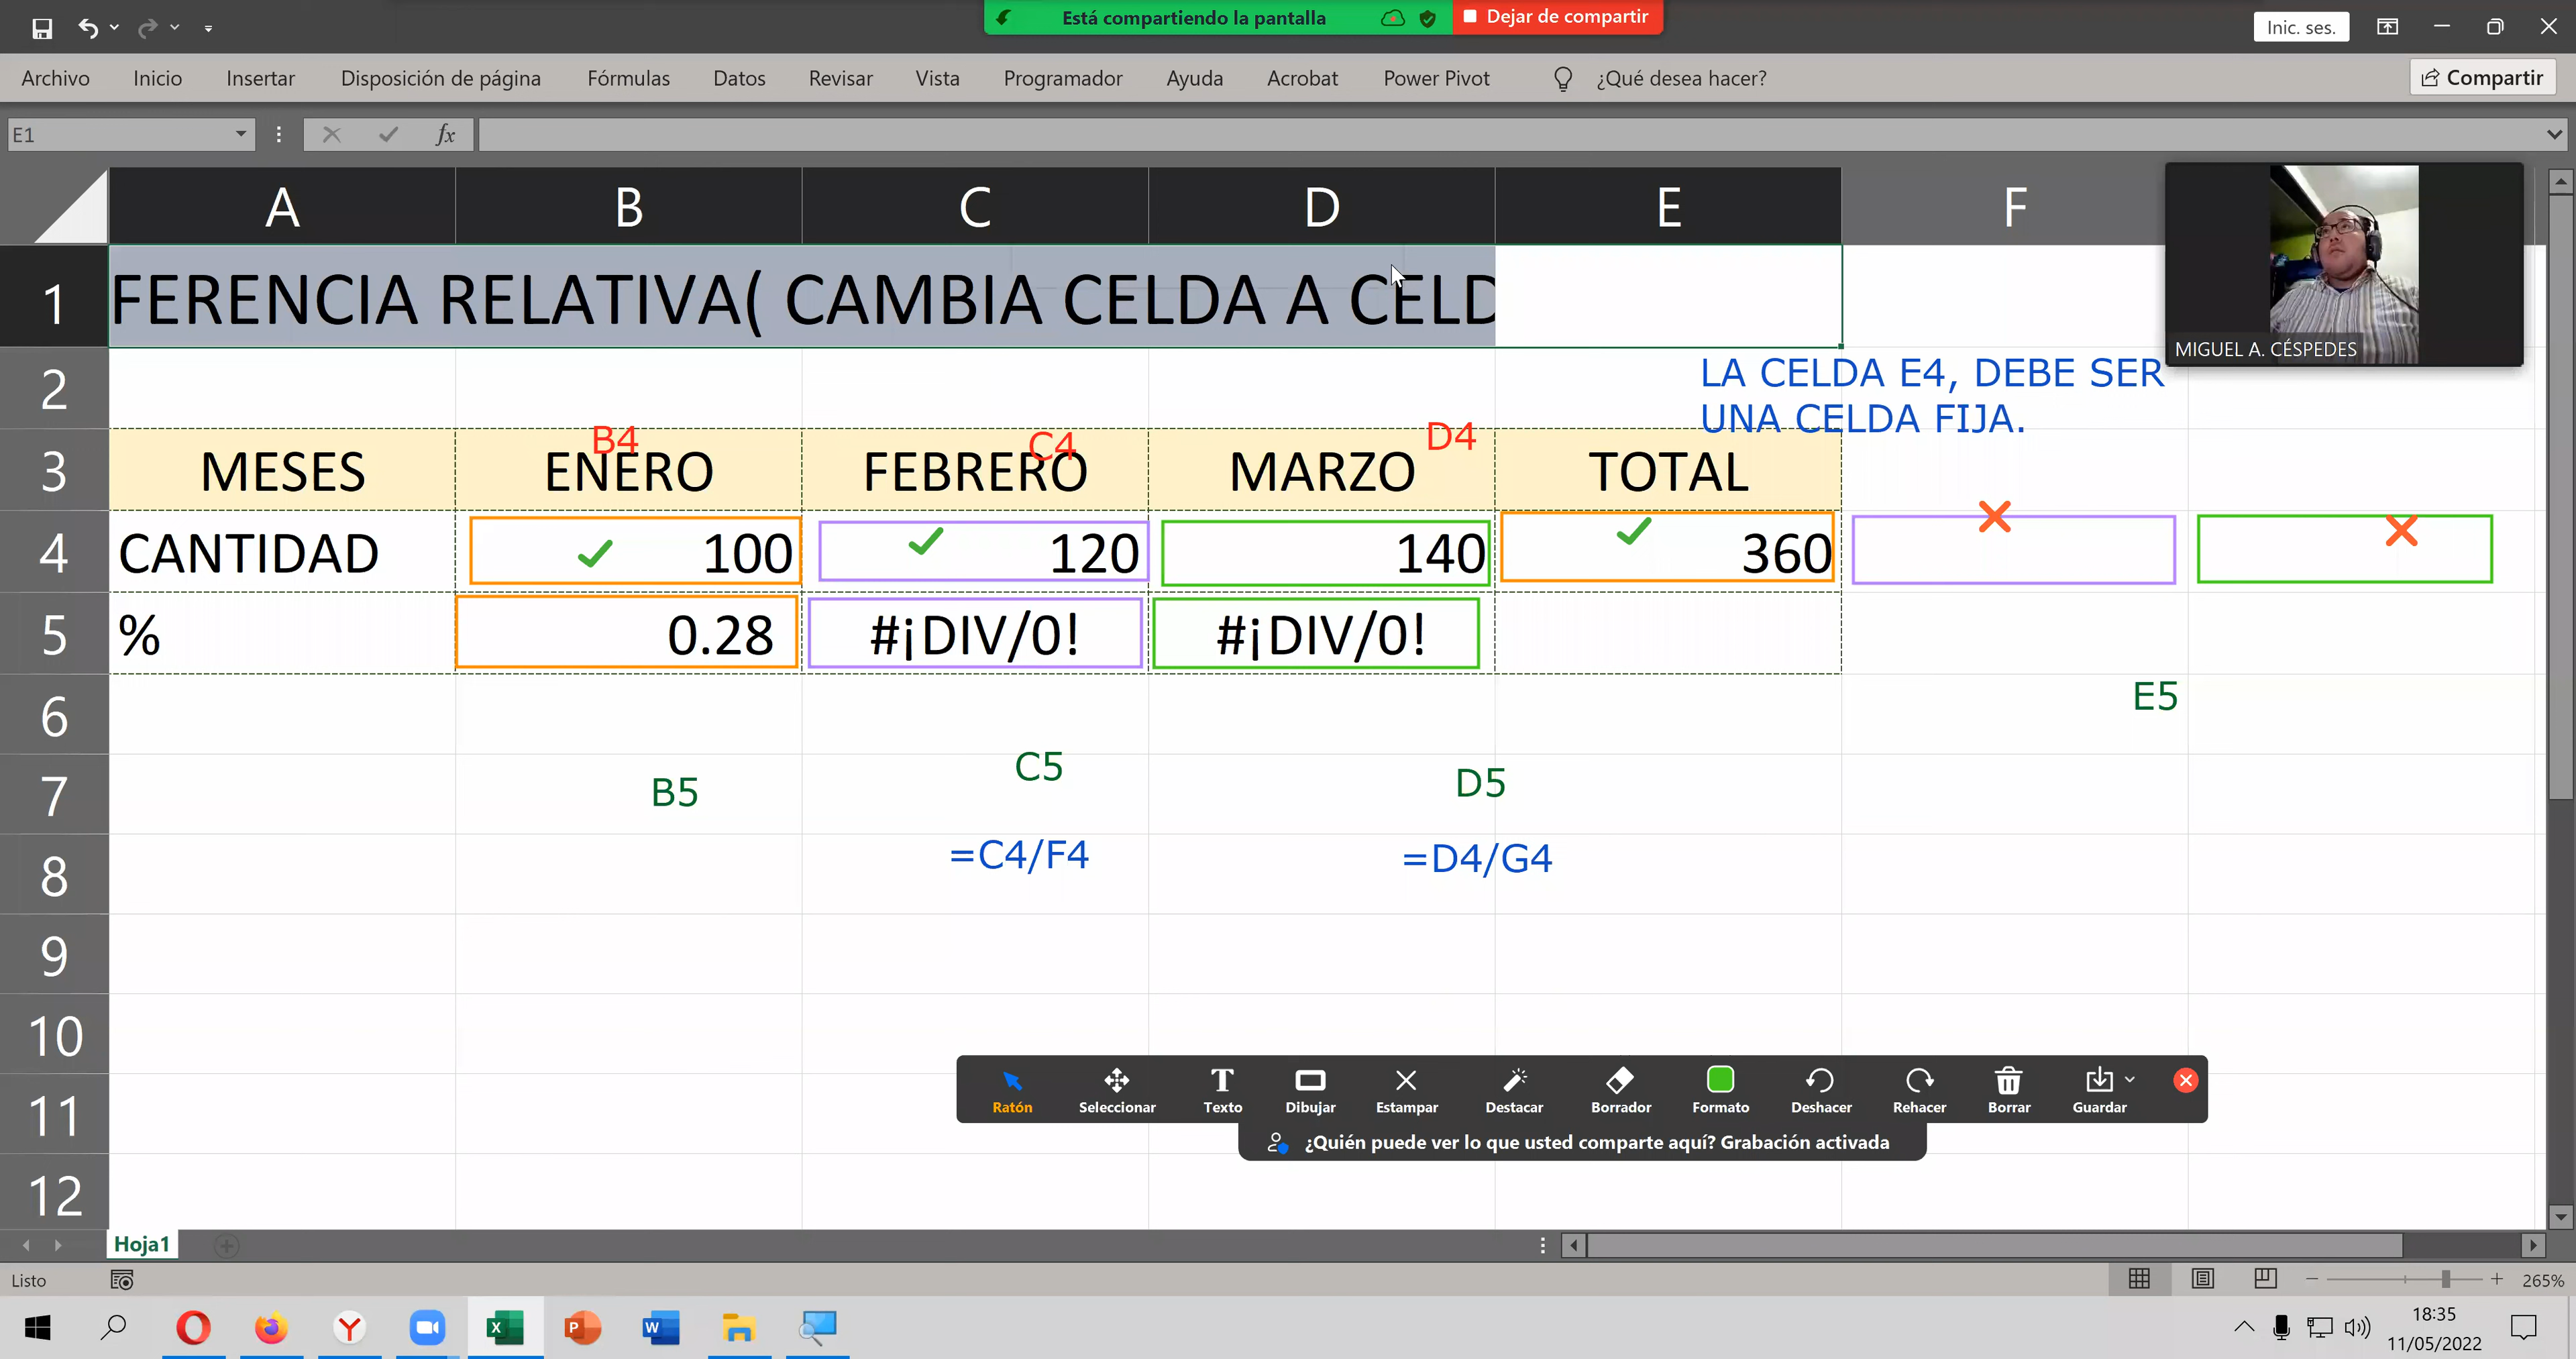 Está compartiendo la pantalla
Dejar de compartir
Inic. ses.
Archivo Inicio Insertar Disposición de página Fórmulas Datos Revisar Vista Programador Ayuda Acrobat Power Pivot ¿Qué desea hacer? Compartir
E1 fx
A B C D E F
1 FERENCIA RELATIVA( CAMBIA CELDA A CELD
MIGUEL A. CÉSPEDES
2 LA CELDA E4, DEBE SER
UNA CELDA FIJA.
B4 C4 D4
3 MESES ENERO FEBRERO MARZO TOTAL
4 CANTIDAD 100 120 140 360
5 % 0.28 #¡DIV/0! #¡DIV/0!
6 E5
7 B5 C5 D5
8 =C4/F4 =D4/G4
9
10
11
12
Ratón Seleccionar Texto Dibujar Estampar Destacar Borrador Formato Deshacer Rehacer Borrar Guardar
¿Quién puede ver lo que usted comparte aquí? Grabación activada
Hoja1
Listo 265%
18:35
11/05/2022